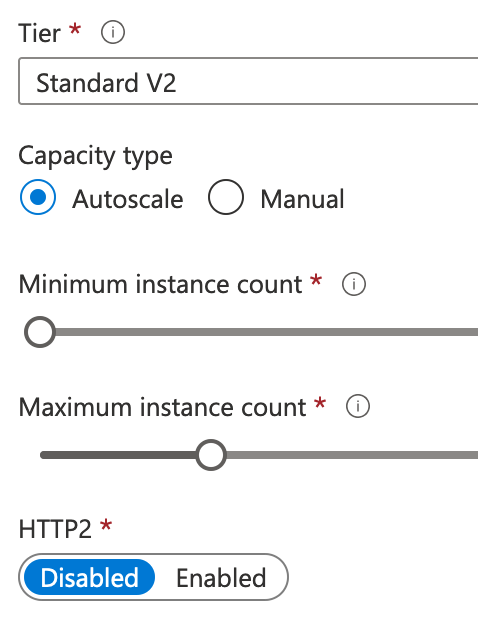 Tier *
Standard V2
Capacity type
Autoscale Manual
Minimum instance count *
Maximum instance count *
HTTP2 *
Disabled Enabled